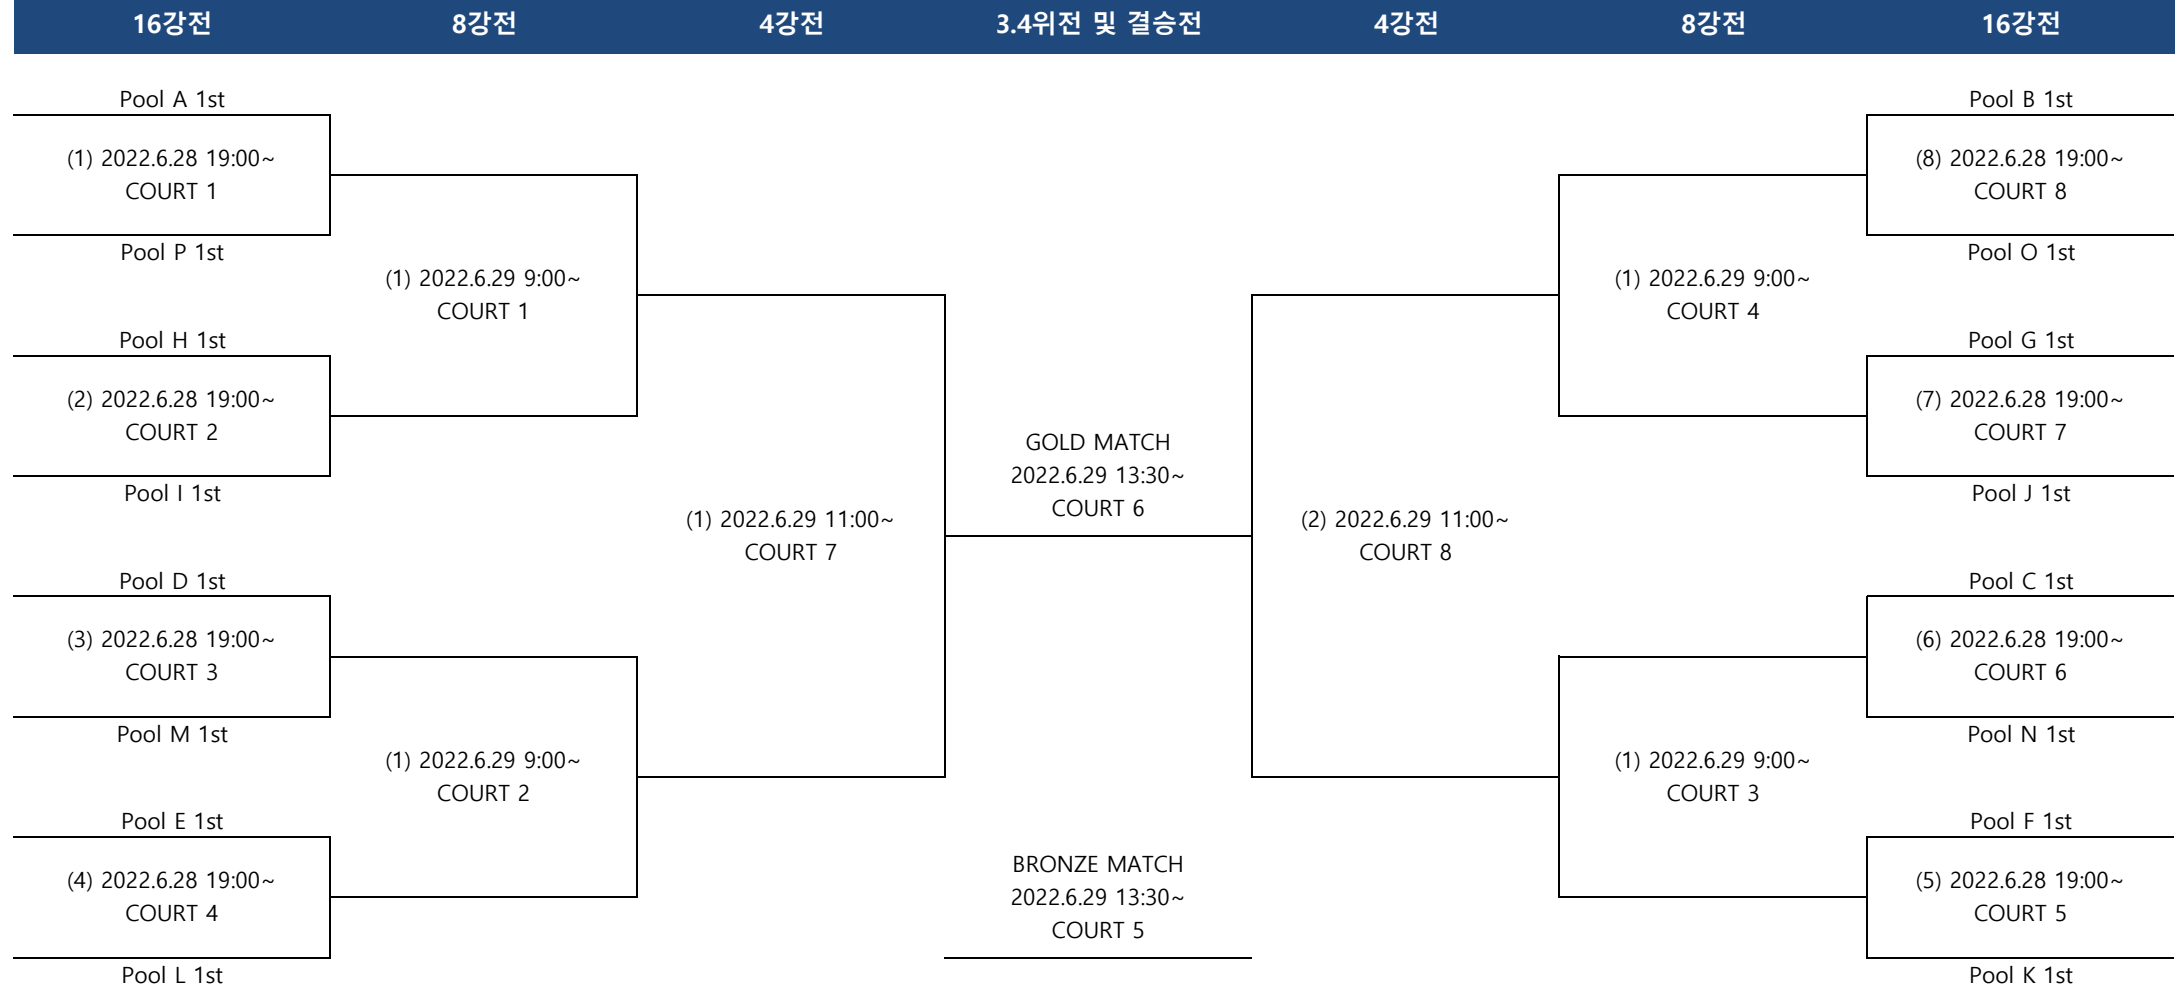 16강전 8강전 4강전 3.4위전 및 결승전 4강전 8강전 16강전
Pool A 1st
(1) 2022.6.28 19:00~
COURT 1
Pool P 1st
Pool H 1st
(2) 2022.6.28 19:00~
COURT 2
Pool I 1st
Pool D 1st
(3) 2022.6.28 19:00~
COURT 3
Pool M 1st
Pool E 1st
(4) 2022.6.28 19:00~
COURT 4
Pool L 1st
(1) 2022.6.29 9:00~
COURT 1
(1) 2022.6.29 9:00~
COURT 2
(1) 2022.6.29 11:00~
COURT 7
GOLD MATCH
2022.6.29 13:30~
COURT 6
BRONZE MATCH
2022.6.29 13:30~
COURT 5
(2) 2022.6.29 11:00~
COURT 8
(1) 2022.6.29 9:00~
COURT 4
(1) 2022.6.29 9:00~
COURT 3
Pool B 1st
(8) 2022.6.28 19:00~
COURT 8
Pool O 1st
Pool G 1st
(7) 2022.6.28 19:00~
COURT 7
Pool J 1st
Pool C 1st
(6) 2022.6.28 19:00~
COURT 6
Pool N 1st
Pool F 1st
(5) 2022.6.28 19:00~
COURT 5
Pool K 1st